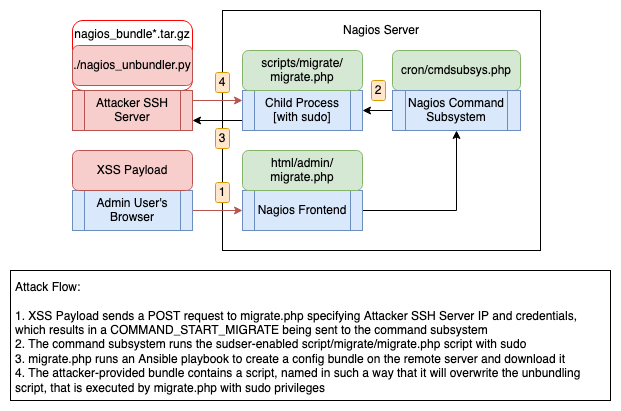 Nagios Server
nagios_bundle*.tar.gz
./nagios_unbundler.py
Attacker SSH
Server
4
scripts/migrate/
migrate.php
Child Process
[with sudo]
2
cron/cmdsubsys.php
Nagios Command
Subsystem
3
XSS Payload
Admin User's
Browser
1
html/admin/
migrate.php
Nagios Frontend
Attack Flow:
1. XSS Payload sends a POST request to migrate.php specifying Attacker SSH Server IP and credentials,
which results in a COMMAND_START_MIGRATE being sent to the command subsystem
2. The command subsystem runs the sudser-enabled script/migrate/migrate.php script with sudo
3. migrate.php runs an Ansible playbook to create a config bundle on the remote server and download it
4. The attacker-provided bundle contains a script, named in such a way that it will overwrite the unbundling
script, that is executed by migrate.php with sudo privileges